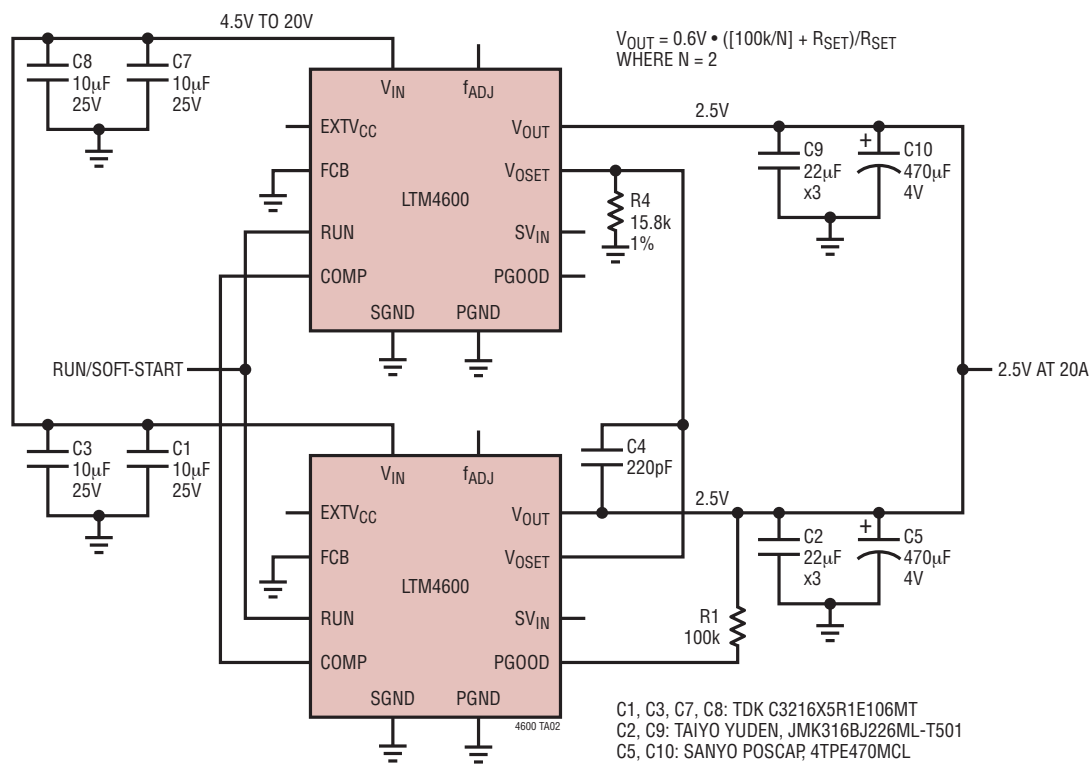 4.5V TO 20V
V_OUT = 0.6V • ([100k/N] + R_SET)/R_SET
WHERE N = 2
C8
10µF
25V
C7
10µF
25V
V_IN
f_ADJ
EXTV_CC
FCB
RUN
COMP
LTM4600
V_OUT
V_OSET
SV_IN
PGOOD
SGND
PGND
2.5V
R4
15.8k
1%
C9
22µF
x3
+
C10
470µF
4V
RUN/SOFT-START
2.5V AT 20A
C3
10µF
25V
C1
10µF
25V
V_IN
f_ADJ
EXTV_CC
FCB
RUN
COMP
LTM4600
V_OUT
V_OSET
SV_IN
PGOOD
SGND
PGND
C4
220pF
2.5V
R1
100k
C2
22µF
x3
+
C5
470µF
4V
4600 TA02
C1, C3, C7, C8: TDK C3216X5R1E106MT
C2, C9: TAIYO YUDEN, JMK316BJ226ML-T501
C5, C10: SANYO POSCAP, 4TPE470MCL